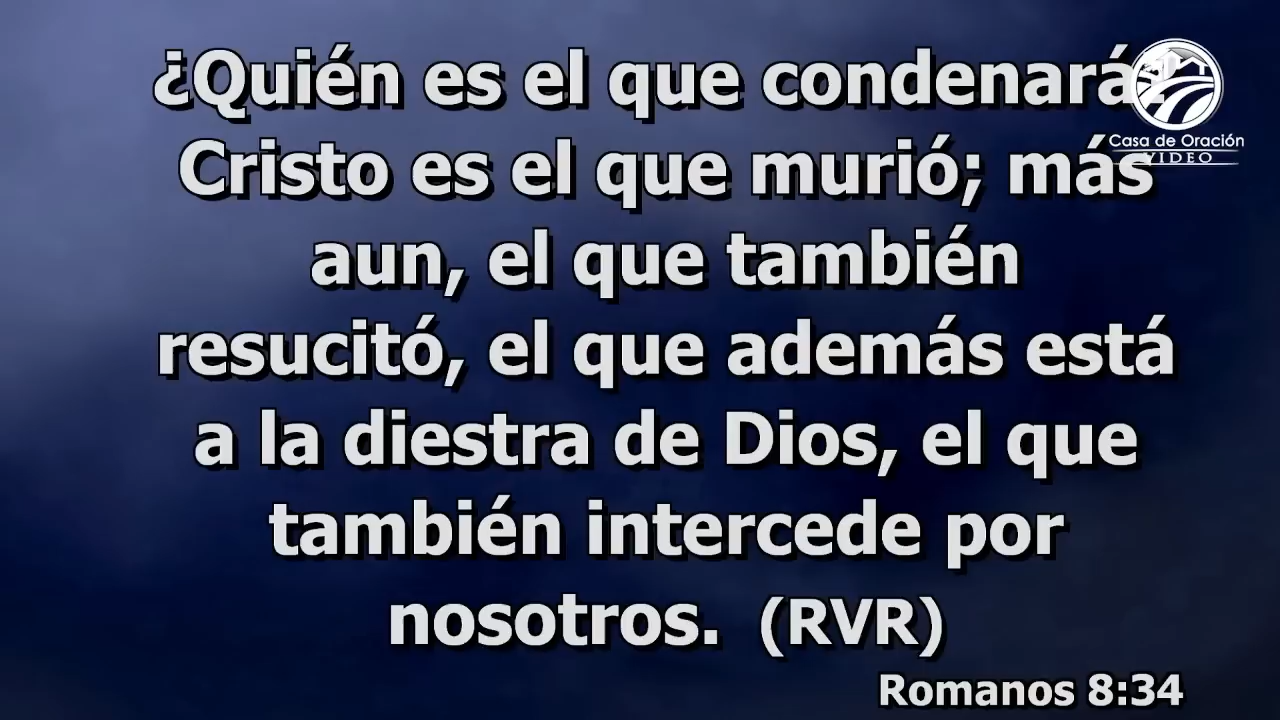 ¿Quién es el que condenará?
Cristo es el que murió; más
aun, el que también
resucitó, el que además está
a la diestra de Dios, el que
también intercede por
nosotros. (RVR)
Romanos 8:34
Casa de Oración
VIDEO